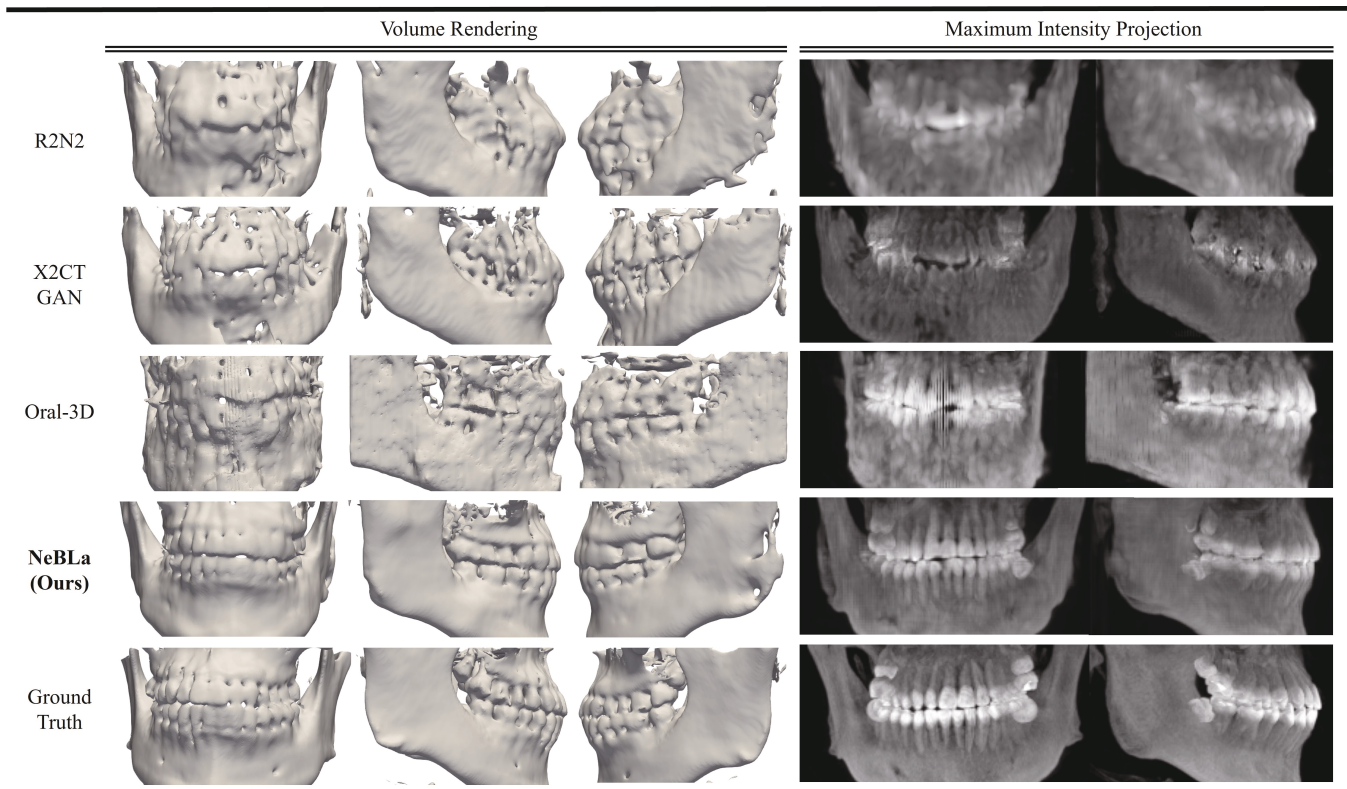 Volume Rendering
Maximum Intensity Projection
R2N2
X2CT
GAN
Oral-3D
NeBLa
(Ours)
Ground
Truth